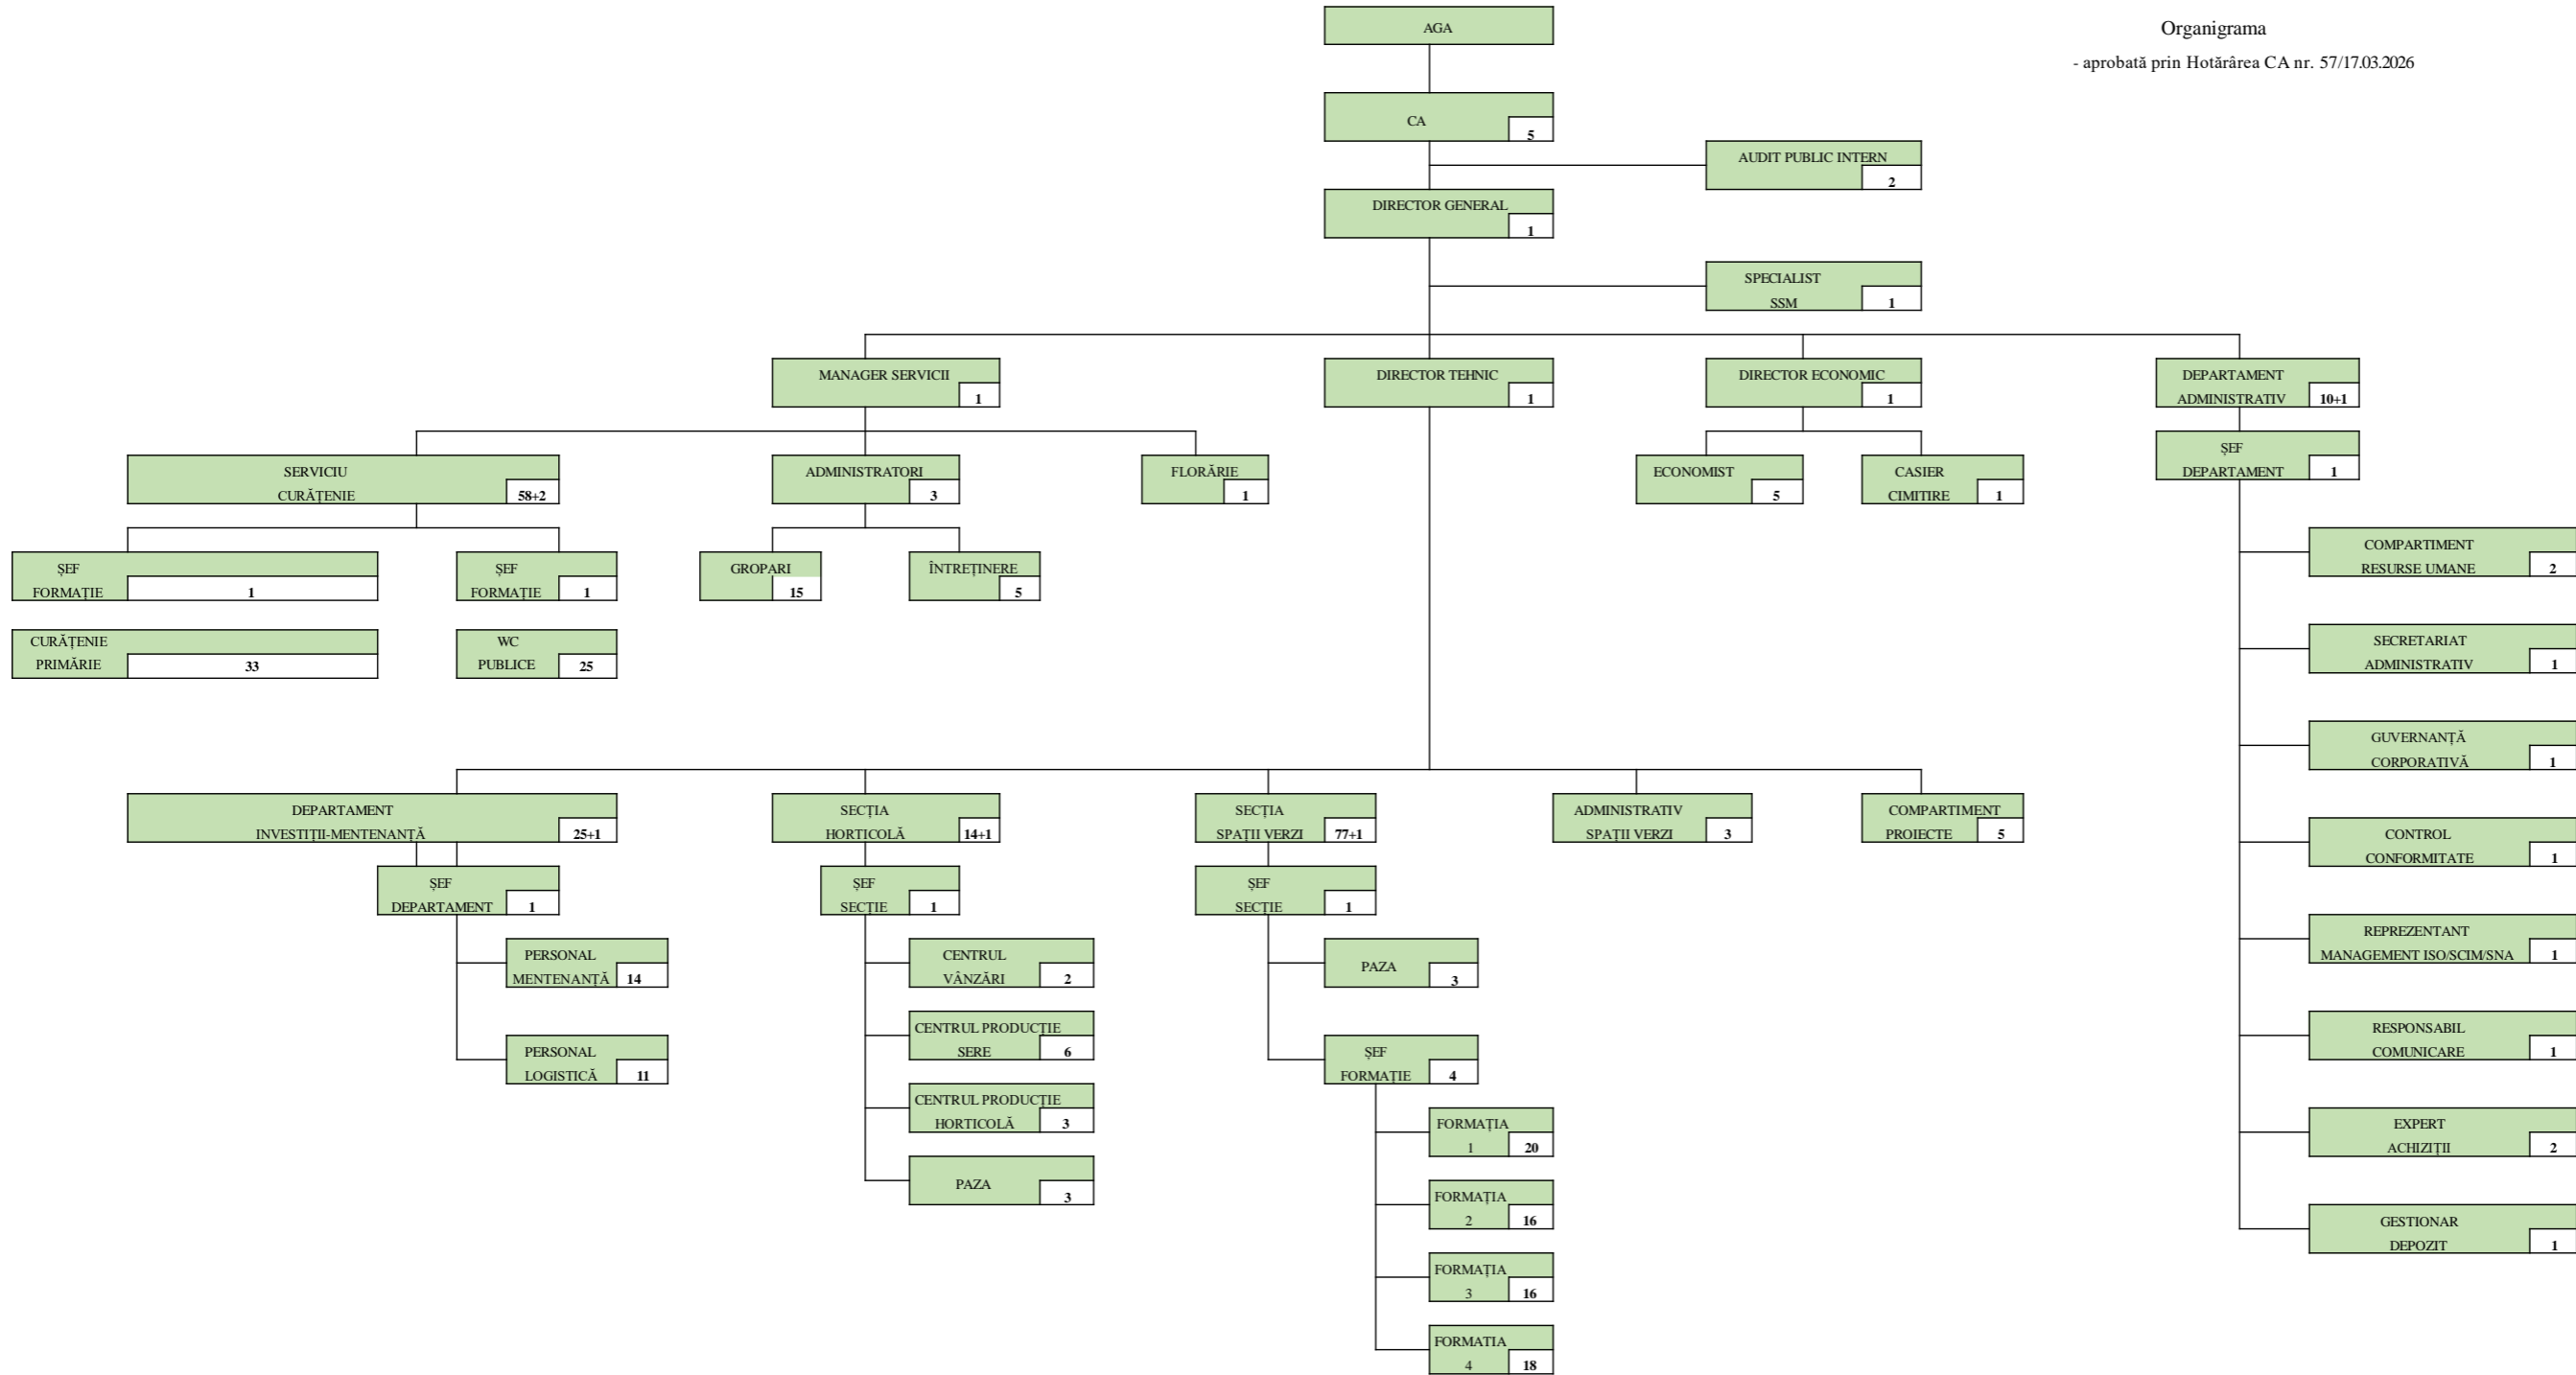 Organigrama
- aprobată prin Hotărârea CA nr. 57/17.03.2026
AGA
CA
5
AUDIT PUBLIC INTERN
2
DIRECTOR GENERAL
1
SPECIALIST
SSM
1
MANAGER SERVICII
1
DIRECTOR TEHNIC
1
DIRECTOR ECONOMIC
1
DEPARTAMENT
ADMINISTRATIV
10+1
SERVICIU
CURĂȚENIE
58+2
ADMINISTRATORI
3
FLORĂRIE
1
ECONOMIST
5
CASIER
CIMITIRE
1
ȘEF
DEPARTAMENT
1
ȘEF
FORMAȚIE
1
ȘEF
FORMAȚIE
1
GROPARI
15
ÎNTREȚINERE
5
CURĂȚENIE
PRIMĂRIE
33
WC
PUBLICE
25
COMPARTIMENT
RESURSE UMANE
2
SECRETARIAT
ADMINISTRATIV
1
GUVERNANȚĂ
CORPORATIVĂ
1
CONTROL
CONFORMITATE
1
REPREZENTANT
MANAGEMENT ISO/SCIM/SNA
1
RESPONSABIL
COMUNICARE
1
EXPERT
ACHIZIȚII
2
GESTIONAR
DEPOZIT
1
DEPARTAMENT
INVESTIȚII-MENTENANȚĂ
25+1
SECȚIA
HORTICOLĂ
14+1
SECȚIA
SPAȚII VERZI
77+1
ADMINISTRATIV
SPAȚII VERZI
3
COMPARTIMENT
PROIECTE
5
ȘEF
DEPARTAMENT
1
ȘEF
SECȚIE
1
ȘEF
SECȚIE
1
PERSONAL
MENTENANȚĂ
14
PERSONAL
LOGISTICĂ
11
CENTRUL
VÂNZĂRI
2
CENTRUL PRODUCȚIE
SERE
6
CENTRUL PRODUCȚIE
HORTICOLĂ
3
PAZA
3
PAZA
3
ȘEF
FORMAȚIE
4
FORMAȚIA
1
20
FORMAȚIA
2
16
FORMAȚIA
3
16
FORMATIA
4
18